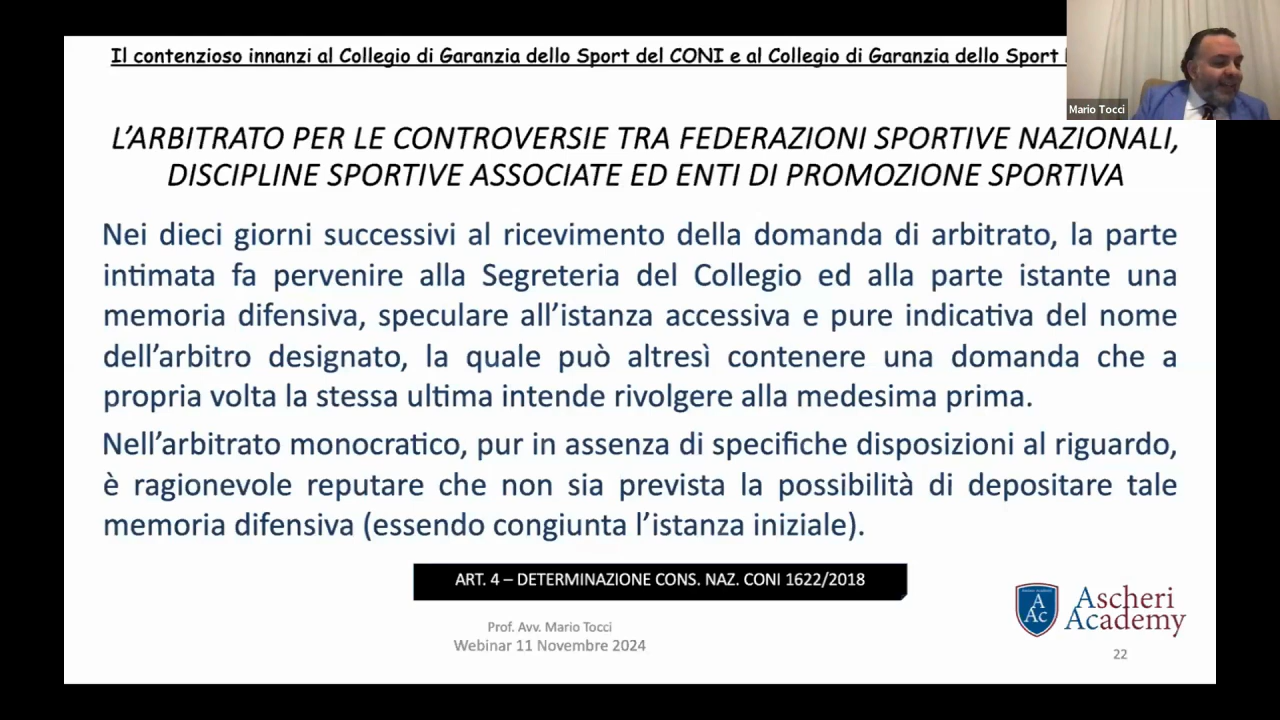 Il contenzioso innanzi al Collegio di Garanzia dello Sport del CONI e al Collegio di Garanzia dello Sport
Mario Tocci
L'ARBITRATO PER LE CONTROVERSIE TRA FEDERAZIONI SPORTIVE NAZIONALI,
DISCIPLINE SPORTIVE ASSOCIATE ED ENTI DI PROMOZIONE SPORTIVA
Nei dieci giorni successivi al ricevimento della domanda di arbitrato, la parte
intimata fa pervenire alla Segreteria del Collegio ed alla parte istante una
memoria difensiva, speculare all'istanza accessiva e pure indicativa del nome
dell'arbitro designato, la quale può altresì contenere una domanda che a
propria volta la stessa ultima intende rivolgere alla medesima prima.
Nell'arbitrato monocratico, pur in assenza di specifiche disposizioni al riguardo,
è ragionevole reputare che non sia prevista la possibilità di depositare tale
memoria difensiva (essendo congiunta l'istanza iniziale).
ART. 4 – DETERMINAZIONE CONS. NAZ. CONI 1622/2018
Prof. Avv. Mario Tocci
Webinar 11 Novembre 2024
A
Ac
Ascheri
Academy
22